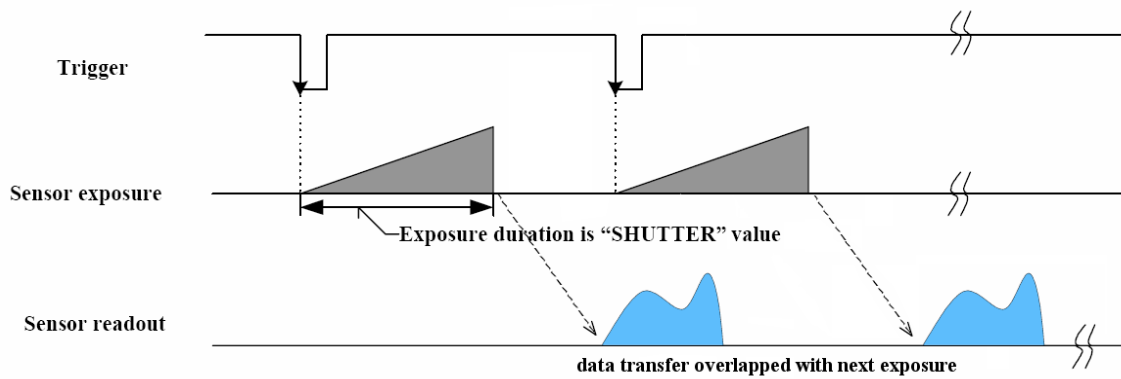 Trigger
Sensor exposure
Exposure duration is “SHUTTER” value
Sensor readout
data transfer overlapped with next exposure